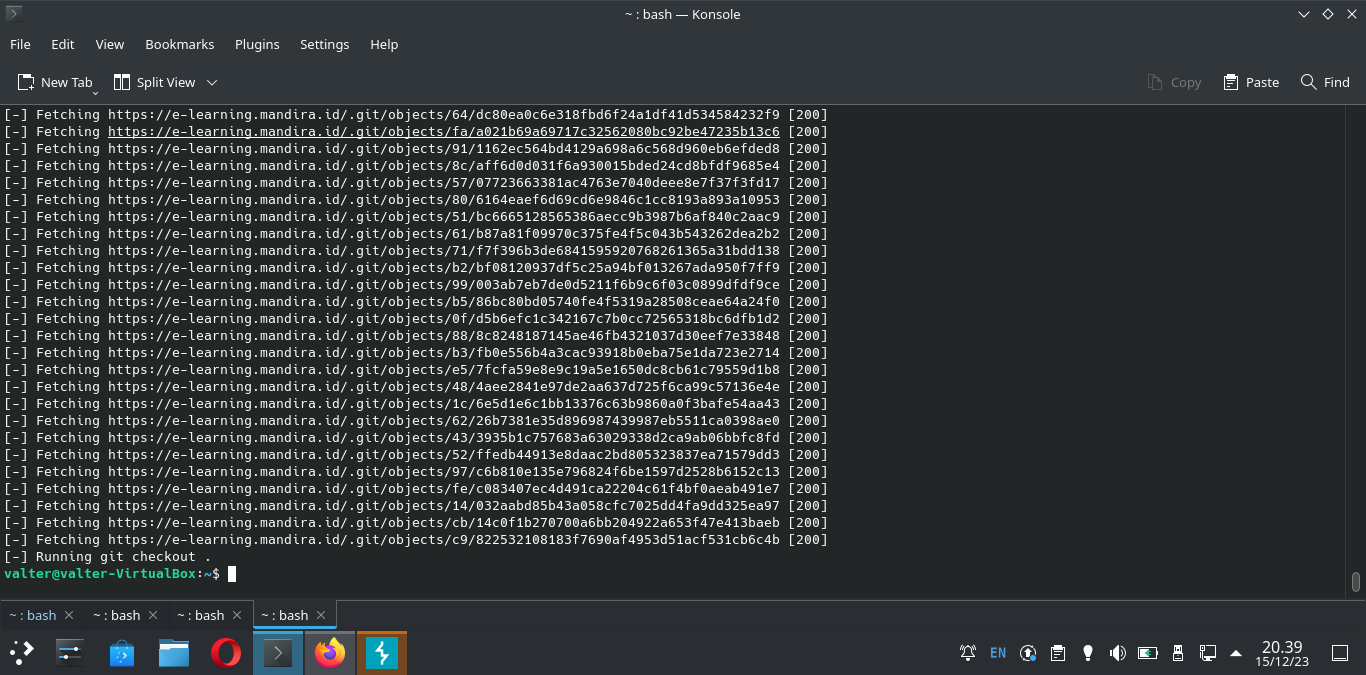 ~ : bash — Konsole
File Edit View Bookmarks Plugins Settings Help
New Tab Split View Copy Paste Find
[-] Fetching https://e-learning.mandira.id/.git/objects/64/dc80ea0c6e318fbd6f24a1df41d534584232f9 [200]
[-] Fetching https://e-learning.mandira.id/.git/objects/fa/a021b69a69717c32562080bc92be47235b13c6 [200]
[-] Fetching https://e-learning.mandira.id/.git/objects/91/1162ec564bd4129a698a6c568d960eb6efded8 [200]
[-] Fetching https://e-learning.mandira.id/.git/objects/8c/aff6d0d031f6a930015bded24cd8bfdf9685e4 [200]
[-] Fetching https://e-learning.mandira.id/.git/objects/57/07723663381ac4763e7040deee8e7f37f3fd17 [200]
[-] Fetching https://e-learning.mandira.id/.git/objects/80/6164eaef6d69cd6e9846c1cc8193a893a10953 [200]
[-] Fetching https://e-learning.mandira.id/.git/objects/51/bc6665128565386aecc9b3987b6af840c2aac9 [200]
[-] Fetching https://e-learning.mandira.id/.git/objects/61/b87a81f09970c375fe4f5c043b543262dea2b2 [200]
[-] Fetching https://e-learning.mandira.id/.git/objects/71/f7f396b3de6841595920768261365a31bdd138 [200]
[-] Fetching https://e-learning.mandira.id/.git/objects/b2/bf08120937df5c25a94bf013267ada950f7ff9 [200]
[-] Fetching https://e-learning.mandira.id/.git/objects/99/003ab7eb7de0d5211f6b9c6f03c0899dfdf9ce [200]
[-] Fetching https://e-learning.mandira.id/.git/objects/b5/86bc80bd05740fe4f5319a28508ceae64a24f0 [200]
[-] Fetching https://e-learning.mandira.id/.git/objects/0f/d5b6efc1c342167c7b0cc72565318bc6dfb1d2 [200]
[-] Fetching https://e-learning.mandira.id/.git/objects/88/8c8248187145ae46fb4321037d30eef7e33848 [200]
[-] Fetching https://e-learning.mandira.id/.git/objects/b3/fb0e556b4a3cac93918b0eba75e1da723e2714 [200]
[-] Fetching https://e-learning.mandira.id/.git/objects/e5/7fcfa59e8e9c19a5e1650dc8cb61c79559d1b8 [200]
[-] Fetching https://e-learning.mandira.id/.git/objects/48/4aee2841e97de2aa637d725f6ca99c57136e4e [200]
[-] Fetching https://e-learning.mandira.id/.git/objects/1c/6e5d1e6c1bb13376c63b9860a0f3bafe54aa43 [200]
[-] Fetching https://e-learning.mandira.id/.git/objects/62/26b7381e35d896987439987eb5511ca0398ae0 [200]
[-] Fetching https://e-learning.mandira.id/.git/objects/43/3935b1c757683a63029338d2ca9ab06bbfc8fd [200]
[-] Fetching https://e-learning.mandira.id/.git/objects/52/ffedb44913e8daac2bd805323837ea71579dd3 [200]
[-] Fetching https://e-learning.mandira.id/.git/objects/97/c6b810e135e796824f6be1597d2528b6152c13 [200]
[-] Fetching https://e-learning.mandira.id/.git/objects/fe/c083407ec4d491ca22204c61f4bf0aeab491e7 [200]
[-] Fetching https://e-learning.mandira.id/.git/objects/14/032aabd85b43a058cfc7025dd4fa9dd325ea97 [200]
[-] Fetching https://e-learning.mandira.id/.git/objects/cb/14c0f1b270700a6bb204922a653f47e413baeb [200]
[-] Fetching https://e-learning.mandira.id/.git/objects/c9/822532108183f7690af4953d51acf531cb6c4b [200]
[-] Running git checkout .
valter@valter-VirtualBox:~$
~ : bash ~ : bash ~ : bash ~ : bash
EN 20.39
15/12/23